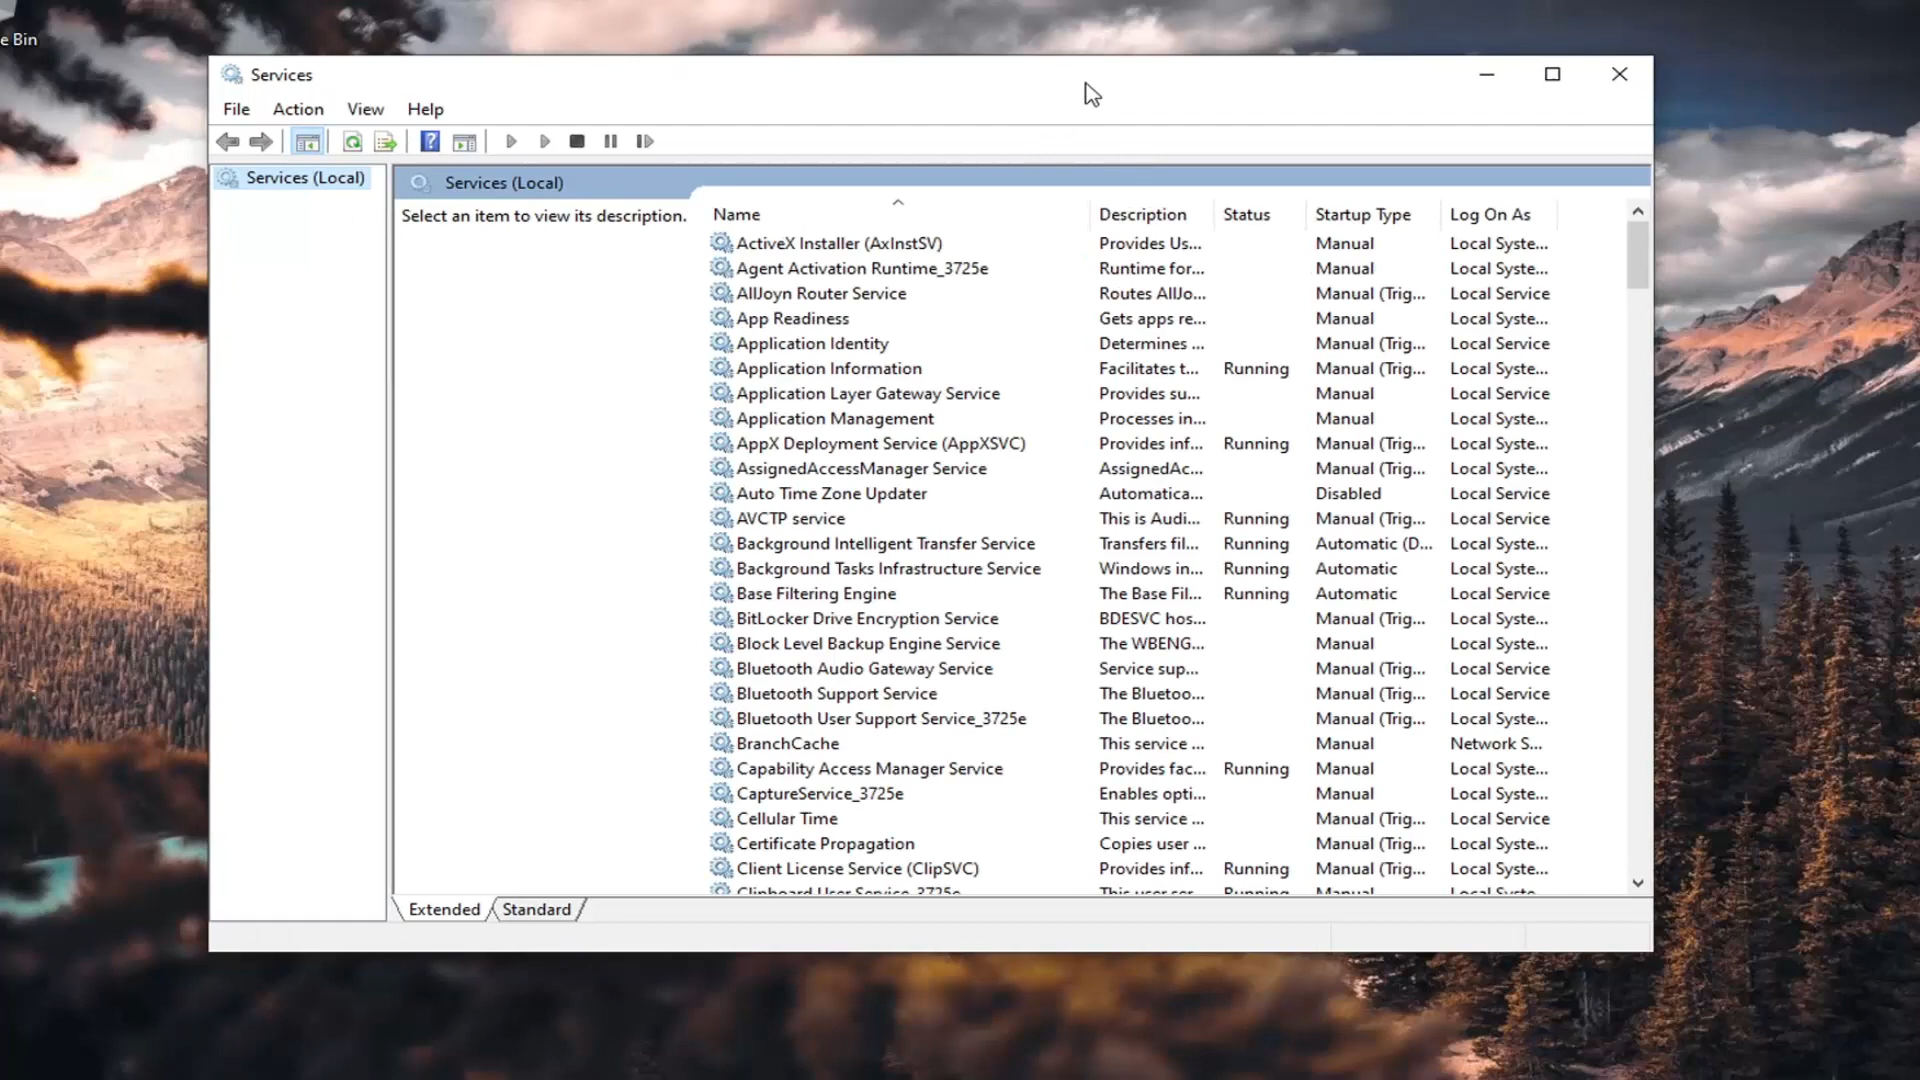 e Bin
Services
File Action View Help
Services (Local)
Services (Local)
Select an item to view its description.
Name Description Status Startup Type Log On As
ActiveX Installer (AxInstSV) Provides Us... Manual Local Syste...
Agent Activation Runtime_3725e Runtime for... Manual Local Syste...
AllJoyn Router Service Routes AllJo... Manual (Trig... Local Service
App Readiness Gets apps re... Manual Local Syste...
Application Identity Determines ... Manual (Trig... Local Service
Application Information Facilitates t... Running Manual (Trig... Local Syste...
Application Layer Gateway Service Provides su... Manual Local Service
Application Management Processes in... Manual Local Syste...
AppX Deployment Service (AppXSVC) Provides inf... Running Manual (Trig... Local Syste...
AssignedAccessManager Service AssignedAc... Manual (Trig... Local Syste...
Auto Time Zone Updater Automatica... Disabled Local Service
AVCTP service This is Audi... Running Manual (Trig... Local Service
Background Intelligent Transfer Service Transfers fil... Running Automatic (D... Local Syste...
Background Tasks Infrastructure Service Windows in... Running Automatic Local Syste...
Base Filtering Engine The Base Fil... Running Automatic Local Service
BitLocker Drive Encryption Service BDESVC hos... Manual (Trig... Local Syste...
Block Level Backup Engine Service The WBENG... Manual Local Syste...
Bluetooth Audio Gateway Service Service sup... Manual (Trig... Local Service
Bluetooth Support Service The Bluetoo... Manual (Trig... Local Service
Bluetooth User Support Service_3725e The Bluetoo... Manual (Trig... Local Syste...
BranchCache This service ... Manual Network S...
Capability Access Manager Service Provides fac... Running Manual Local Syste...
CaptureService_3725e Enables opti... Manual Local Syste...
Cellular Time This service ... Manual (Trig... Local Service
Certificate Propagation Copies user ... Manual (Trig... Local Syste...
Client License Service (ClipSVC) Provides inf... Running Manual (Trig... Local Syste...
Clipboard User Service_3725e This user ser... Running Manual Local Syste...
Extended Standard